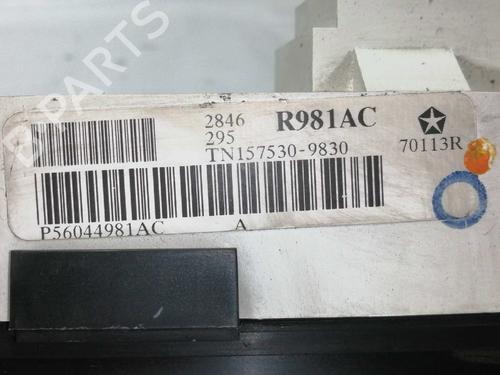 2846 R981AC
295
TN157530-9830 70113R
P56044981AC A
B-PARTS